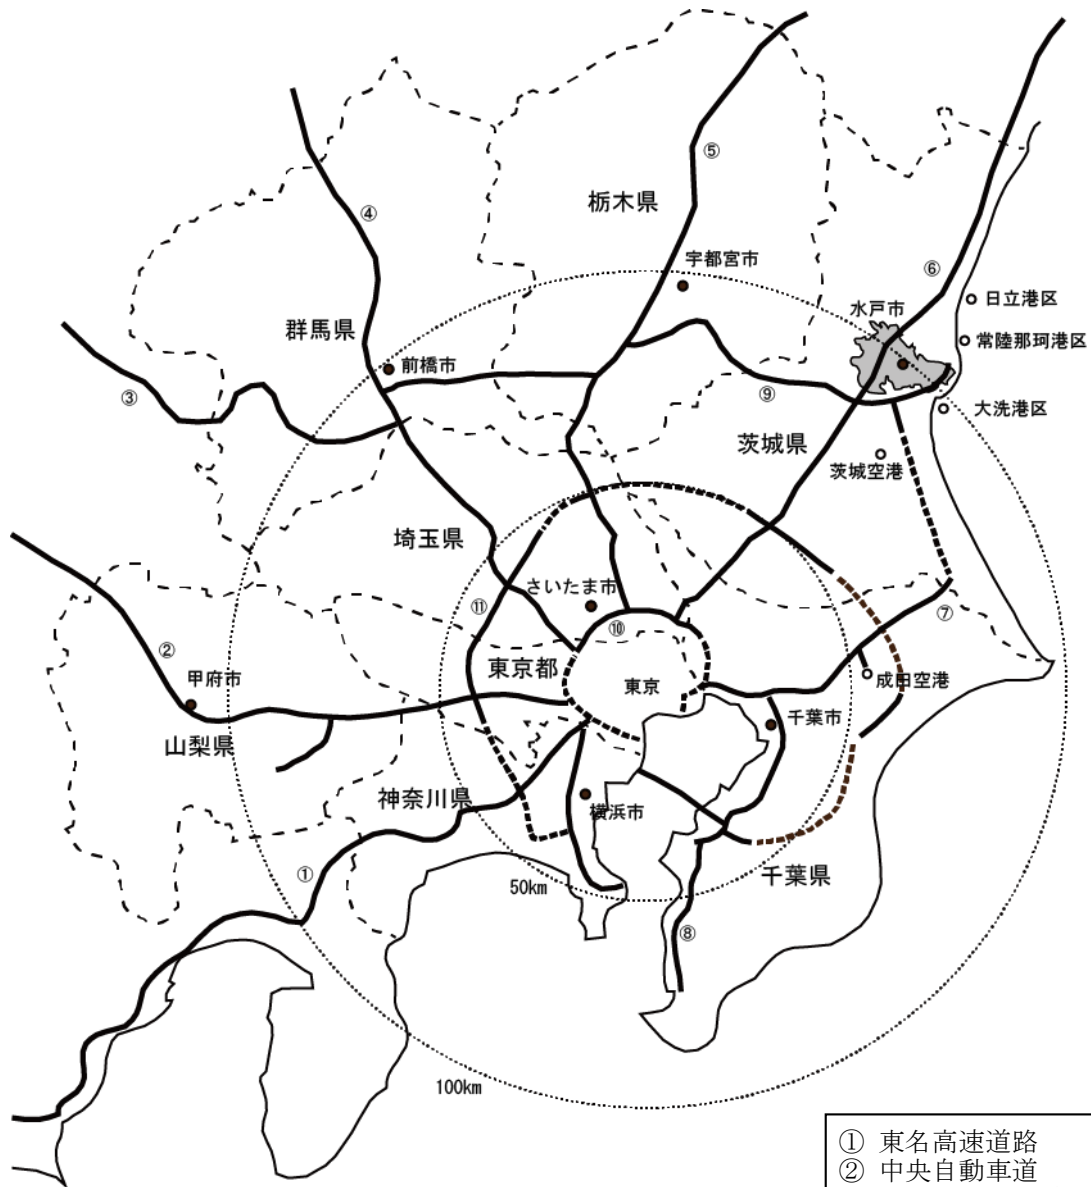 ⑤
栃木県
④
宇都宮市
⑥
水戸市
日立港区
群馬県
常陸那珂港区
前橋市
③
⑨
大洗港区
茨城県
茨城空港
埼玉県
さいたま市
⑪
⑩
⑦
②
東京都
甲府市
東京
成田空港
千葉市
山梨県
神奈川県
横浜市
①
千葉県
50km
⑧
100km
① 東名高速道路
② 中央自動車道